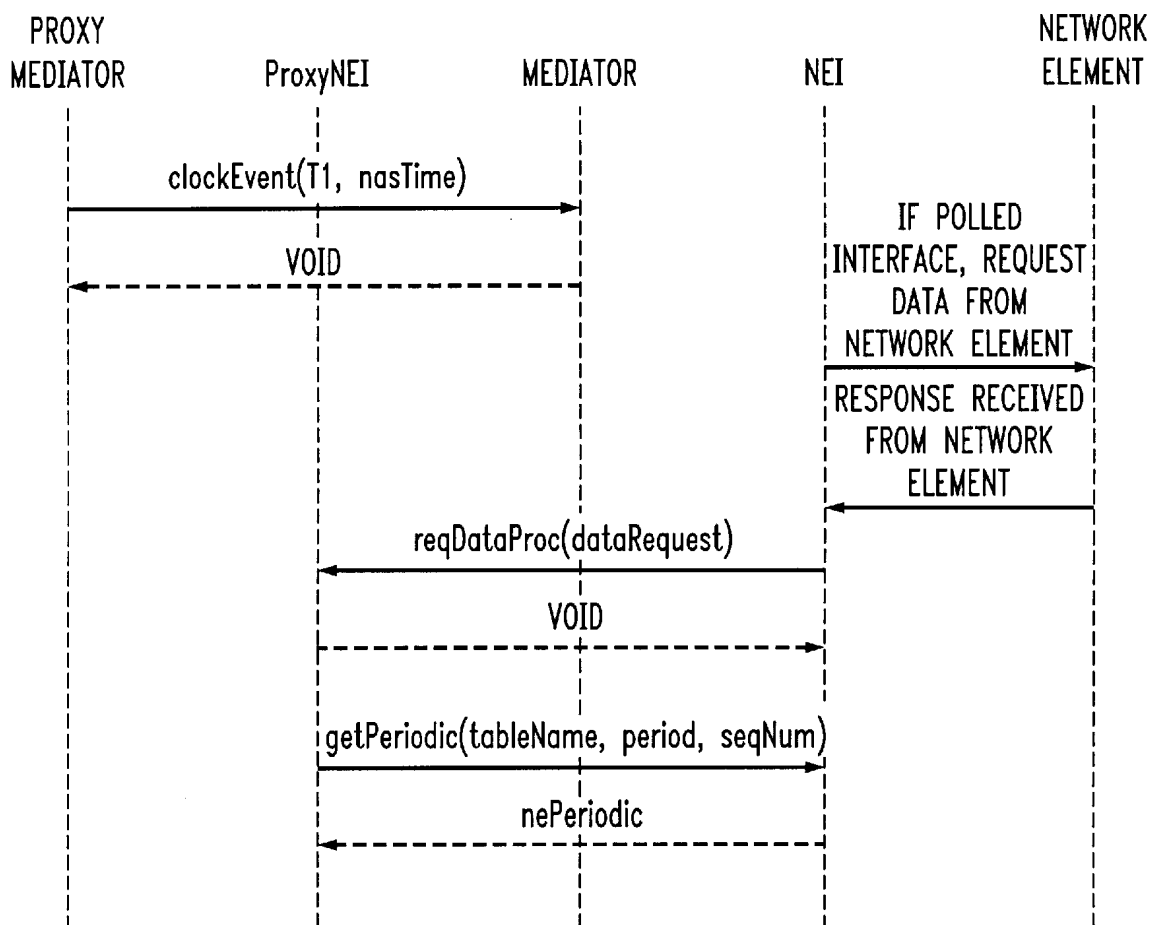 PROXY
MEDIATOR
ProxyNEI
MEDIATOR
NEI
NETWORK
ELEMENT
clockEvent(T1, nasTime)
VOID
IF POLLED
INTERFACE, REQUEST
DATA FROM
NETWORK ELEMENT
RESPONSE RECEIVED
FROM NETWORK
ELEMENT
reqDataProc(dataRequest)
VOID
getPeriodic(tableName, period, seqNum)
nePeriodic